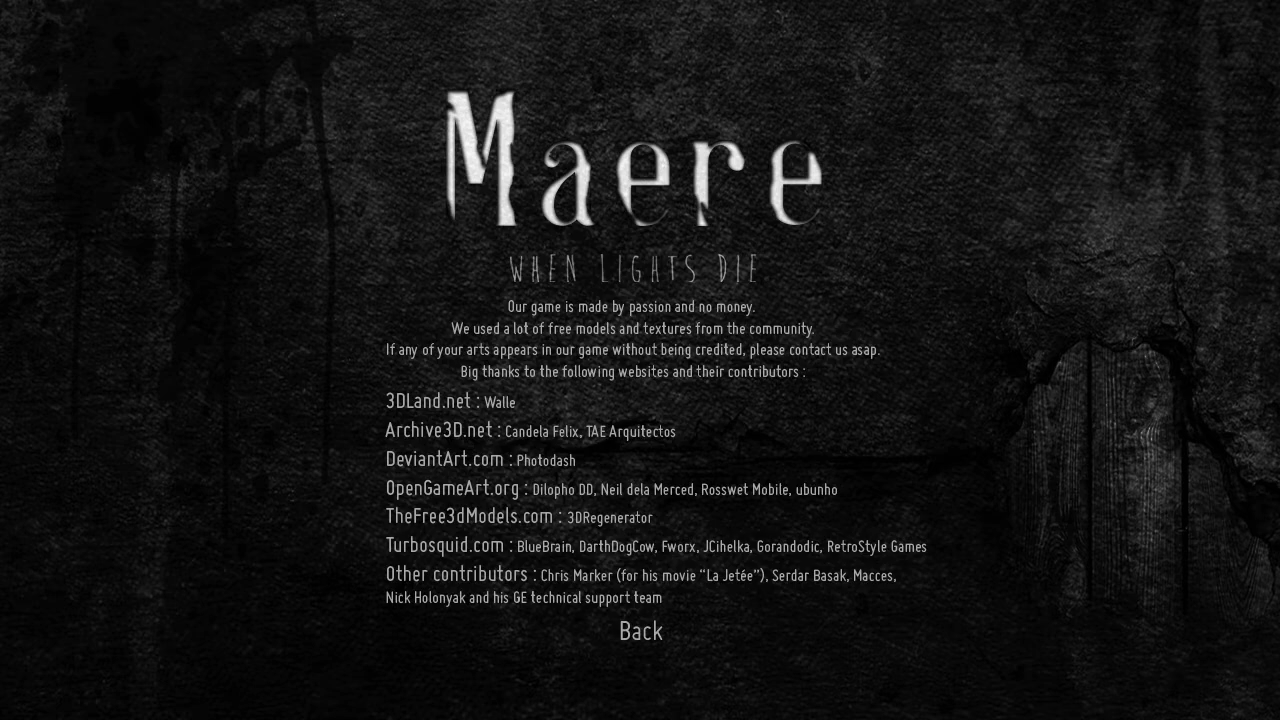 Maere
WHEN LIGHTS DIE
Our game is made by passion and no money.
We used a lot of free models and textures from the community.
If any of your arts appears in our game without being credited, please contact us asap.
Big thanks to the following websites and their contributors :
3DLand.net : Walle
Archive3D.net : Candela Felix, TAE Arquitectos
DeviantArt.com : Photodash
OpenGameArt.org : Dilopho DD, Neil dela Merced, Rosswet Mobile, ubunho
TheFree3dModels.com : 3DRegenerator
Turbosquid.com : BlueBrain, DarthDogCow, Fworx, JCihelka, Gorandodic, RetroStyle Games
Other contributors : Chris Marker (for his movie “La Jetée”), Serdar Basak, Macces,
Nick Holonyak and his GE technical support team
Back